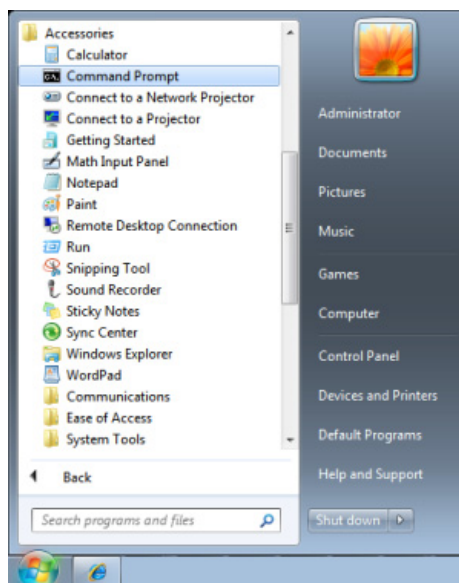 Accessories
Calculator
Command Prompt
Connect to a Network Projector
Connect to a Projector
Getting Started
Math Input Panel
Notepad
Paint
Remote Desktop Connection
Run
Snipping Tool
Sound Recorder
Sticky Notes
Sync Center
Windows Explorer
WordPad
Communications
Ease of Access
System Tools
Back
Search programs and files
Administrator
Documents
Pictures
Music
Games
Computer
Control Panel
Devices and Printers
Default Programs
Help and Support
Shut down